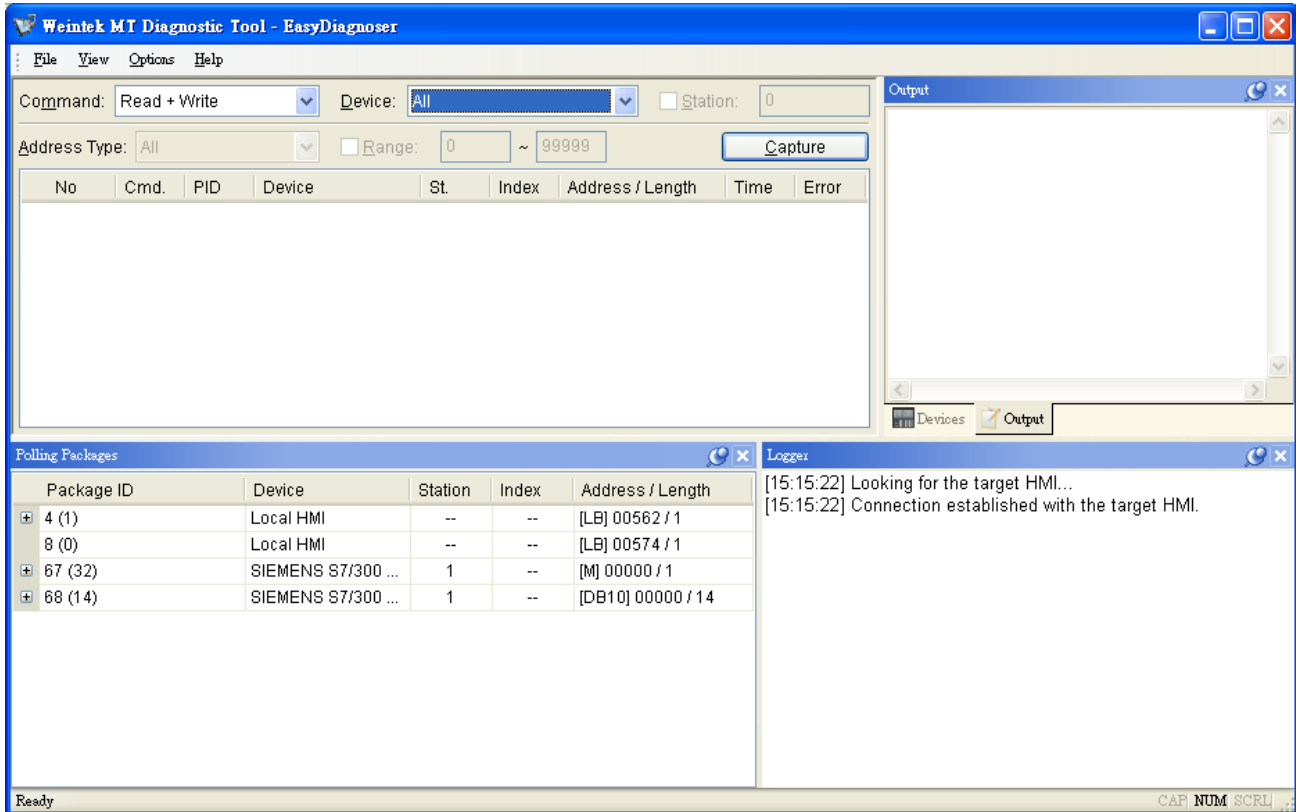 Weintek MT Diagnostic Tool - EasyDiagnoser
File View Options Help
Command: Read + Write Device: All Station: 0
Address Type: All Range: 0 ~ 99999 Capture
No Cmd. PID Device St. Index Address / Length Time Error
Output
Devices Output
Polling Packages
Package ID Device Station Index Address / Length
4 (1) Local HMI -- -- [LB] 00562 / 1
8 (0) Local HMI -- -- [LB] 00574 / 1
67 (32) SIEMENS S7/300 ... 1 -- [M] 00000 / 1
68 (14) SIEMENS S7/300 ... 1 -- [DB10] 00000 / 14
Logger
[15:15:22] Looking for the target HMI...
[15:15:22] Connection established with the target HMI.
Ready CAP NUM SCRL